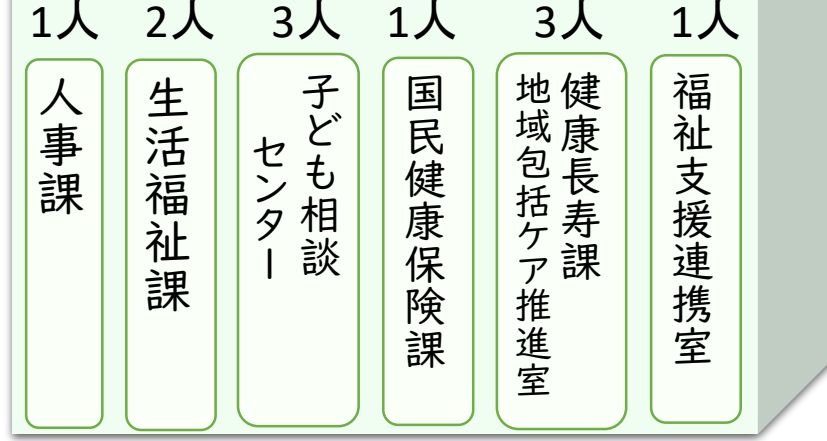 1人
2人
3人
1人
3人
1人
人事課
生活福祉課
子ども相談
センター
国民健康保険課
健康長寿課
地域包括ケア推進室
福祉支援連携室